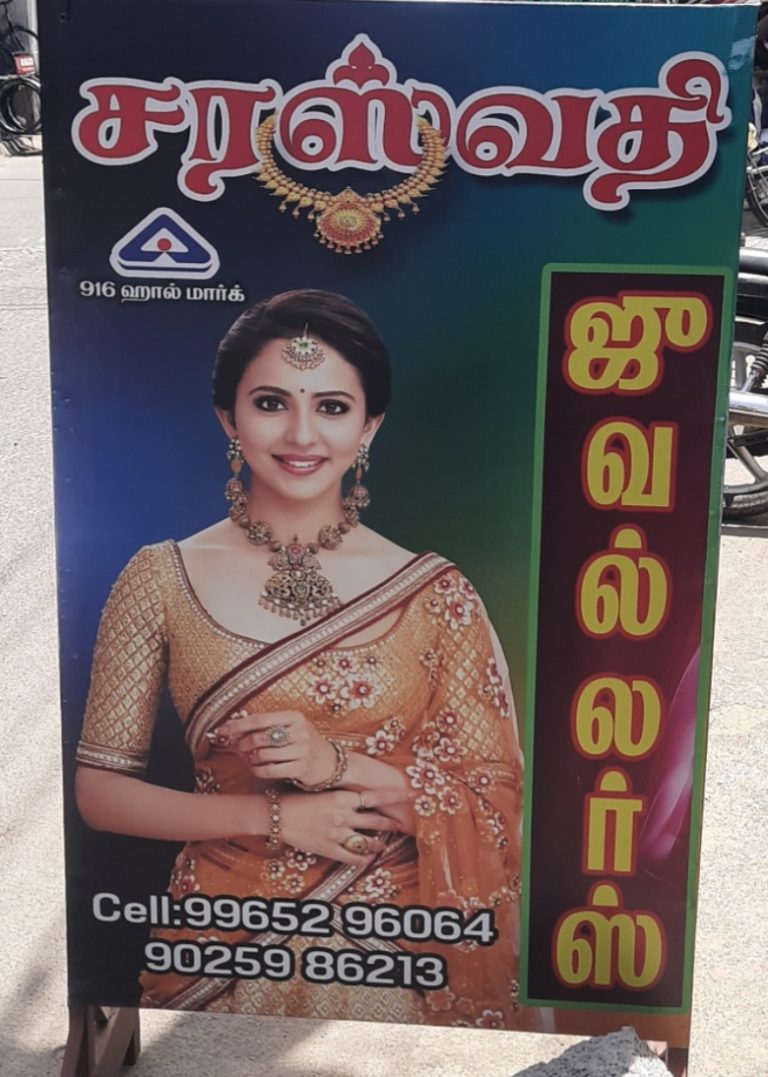 சரஸ்வதி
916 ஹால் மார்க்
ஜுவல்லர்ஸ்
Cell:99652 96064
90259 86213